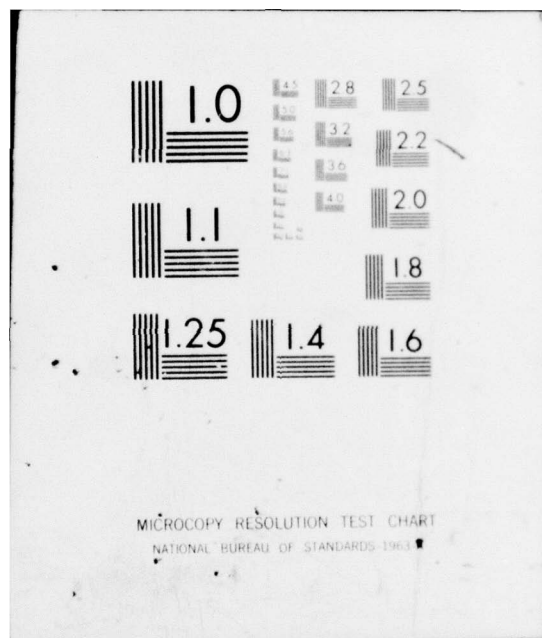 1.0 4.5 2.8 2.5
5.0
3.2 2.2
3.6
1.1 4.0 2.0
1.8
1.25 1.4 1.6
MICROCOPY RESOLUTION TEST CHART
NATIONAL BUREAU OF STANDARDS-1963